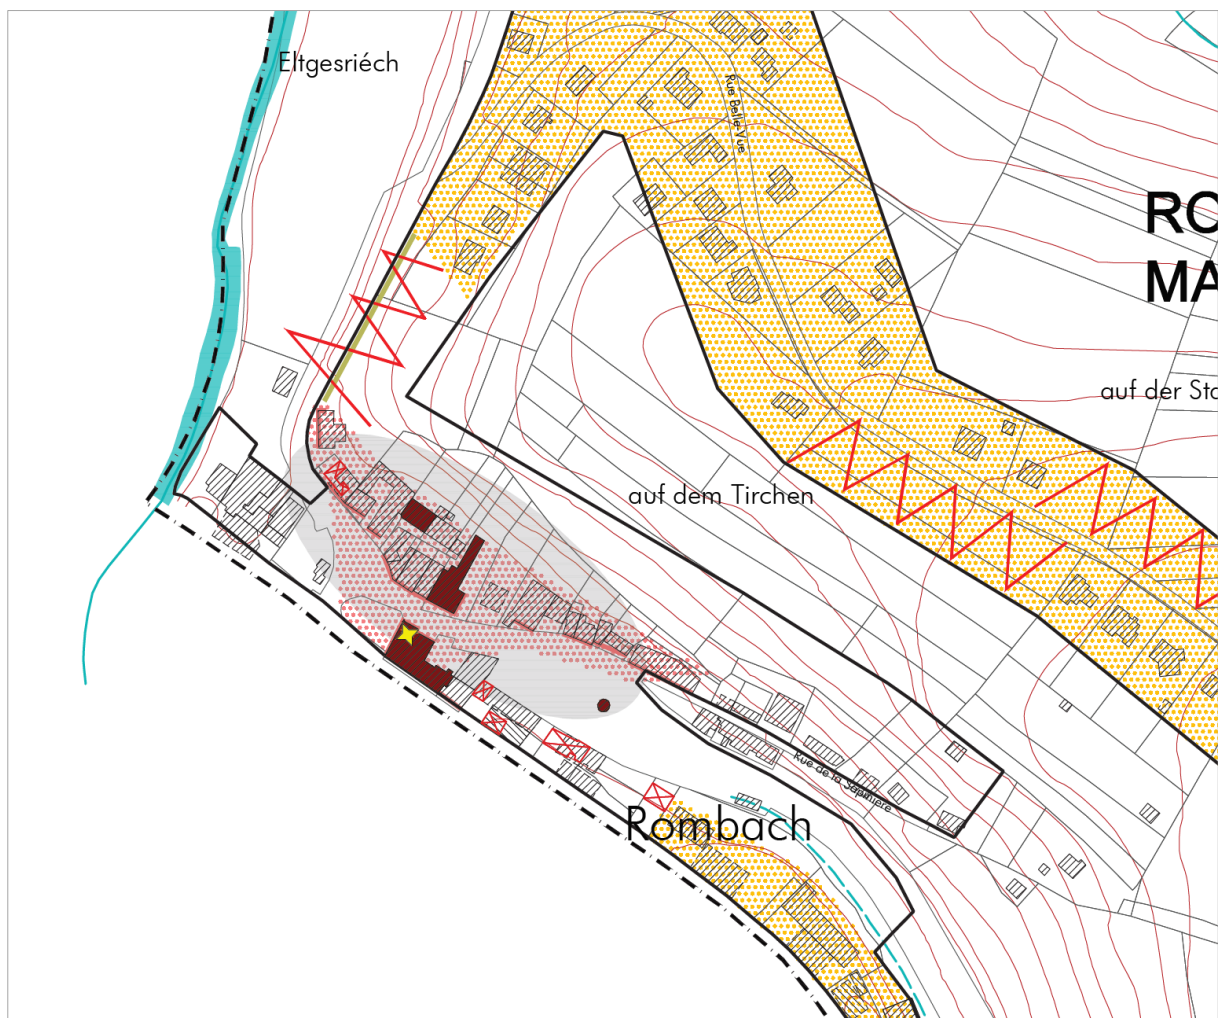 Eltgesriéch
Rue Belle-Vue
RO
MA
auf der Sta
auf dem Tirchen
Rue de la Sapinière
Rombach